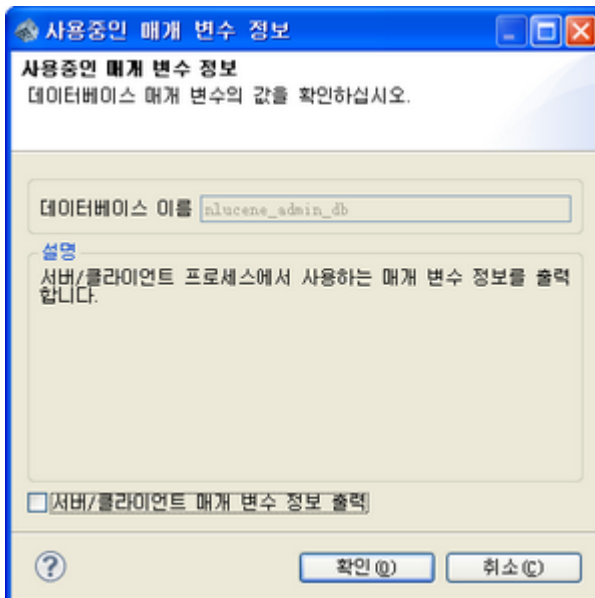 사용중인 매개 변수 정보
사용중인 매개 변수 정보
데이터베이스 매개 변수의 값을 확인하십시오.
데이터베이스 이름 nlucene_admin_db
설명
서버/클라이언트 프로세스에서 사용하는 매개 변수 정보를 출력
합니다.
서버/클라이언트 매개 변수 정보 출력
확인(O) 취소(C)